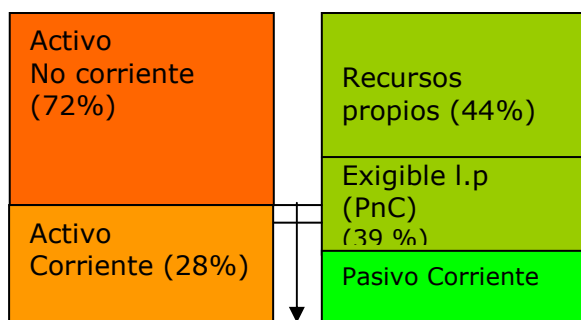 Activo
No corriente
(72%)
Activo
Corriente (28%)
Recursos
propios (44%)
Exigible l.p
(PnC)
(39 %)
Pasivo Corriente